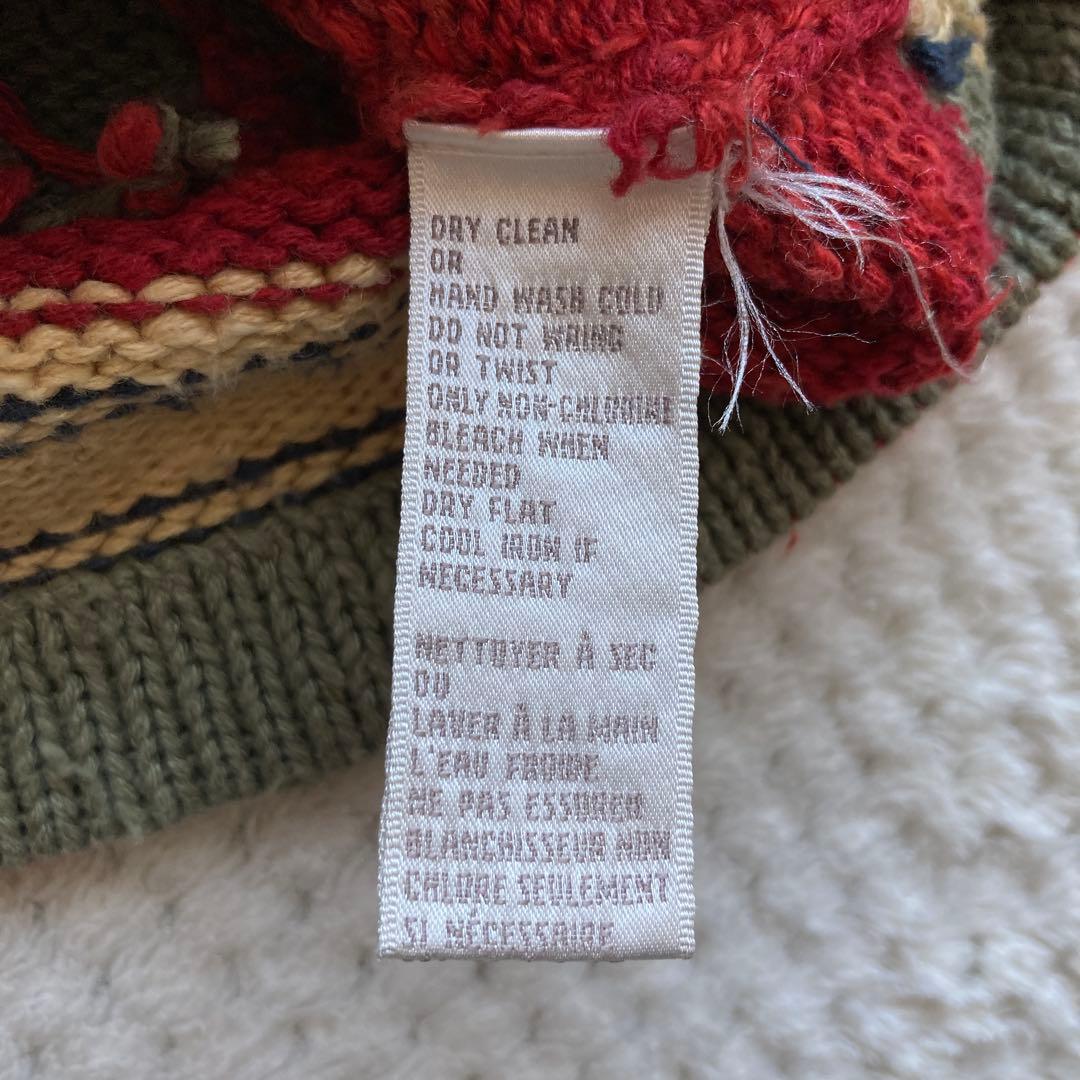 DRY CLEAN
OR
HAND WASH COLD
DO NOT WRING
OR TWIST
ONLY NON-CHLORINE
BLEACH WHEN
NEEDED
DRY FLAT
COOL IRON IF
NECESSARY
NETTOYER À SEC
OU
LAVER À LA MAIN
L'EAU FROIDE
NE PAS ESSORER
BLANCHISSEUR NON
CHLORE SEULEMENT
SI NÉCESSAIRE